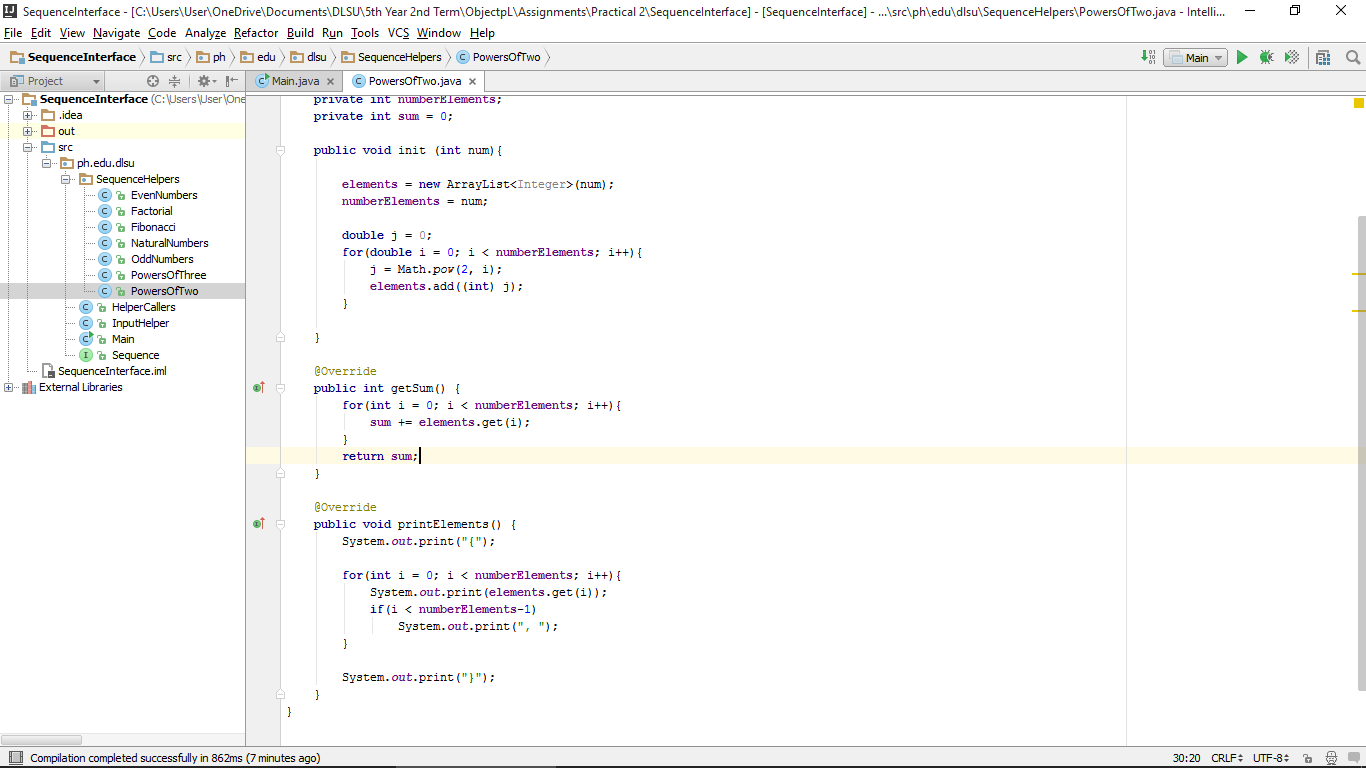 SequenceInterface - [C:\Users\User\OneDrive\Documents\DLSU\5th Year 2nd Term\ObjectpL\Assignments\Practical 2\SequenceInterface] - [SequenceInterface] - ...\src\ph\edu\dlsu\SequenceHelpers\PowersOfTwo.java - Intelli...
File Edit View Navigate Code Analyze Refactor Build Run Tools VCS Window Help
SequenceInterface src ph edu dlsu SequenceHelpers PowersOfTwo Main
Project Main.java PowersOfTwo.java
SequenceInterface (C:\Users\User\One
.idea
out
src
ph.edu.dlsu
SequenceHelpers
EvenNumbers
Factorial
Fibonacci
NaturalNumbers
OddNumbers
PowersOfThree
PowersOfTwo
HelperCallers
InputHelper
Main
Sequence
SequenceInterface.iml
External Libraries
private int numberElements;
private int sum = 0;
public void init (int num){
elements = new ArrayList<Integer>(num);
numberElements = num;
double j = 0;
for(double i = 0; i < numberElements; i++){
j = Math.pow(2, i);
elements.add((int) j);
}
}
@Override
public int getSum() {
for(int i = 0; i < numberElements; i++){
sum += elements.get(i);
}
return sum;
}
@Override
public void printElements() {
System.out.print("{");
for(int i = 0; i < numberElements; i++){
System.out.print(elements.get(i));
if(i < numberElements-1)
System.out.print(", ");
}
System.out.print("}");
}
}
Compilation completed successfully in 862ms (7 minutes ago) 30:20 CRLF UTF-8